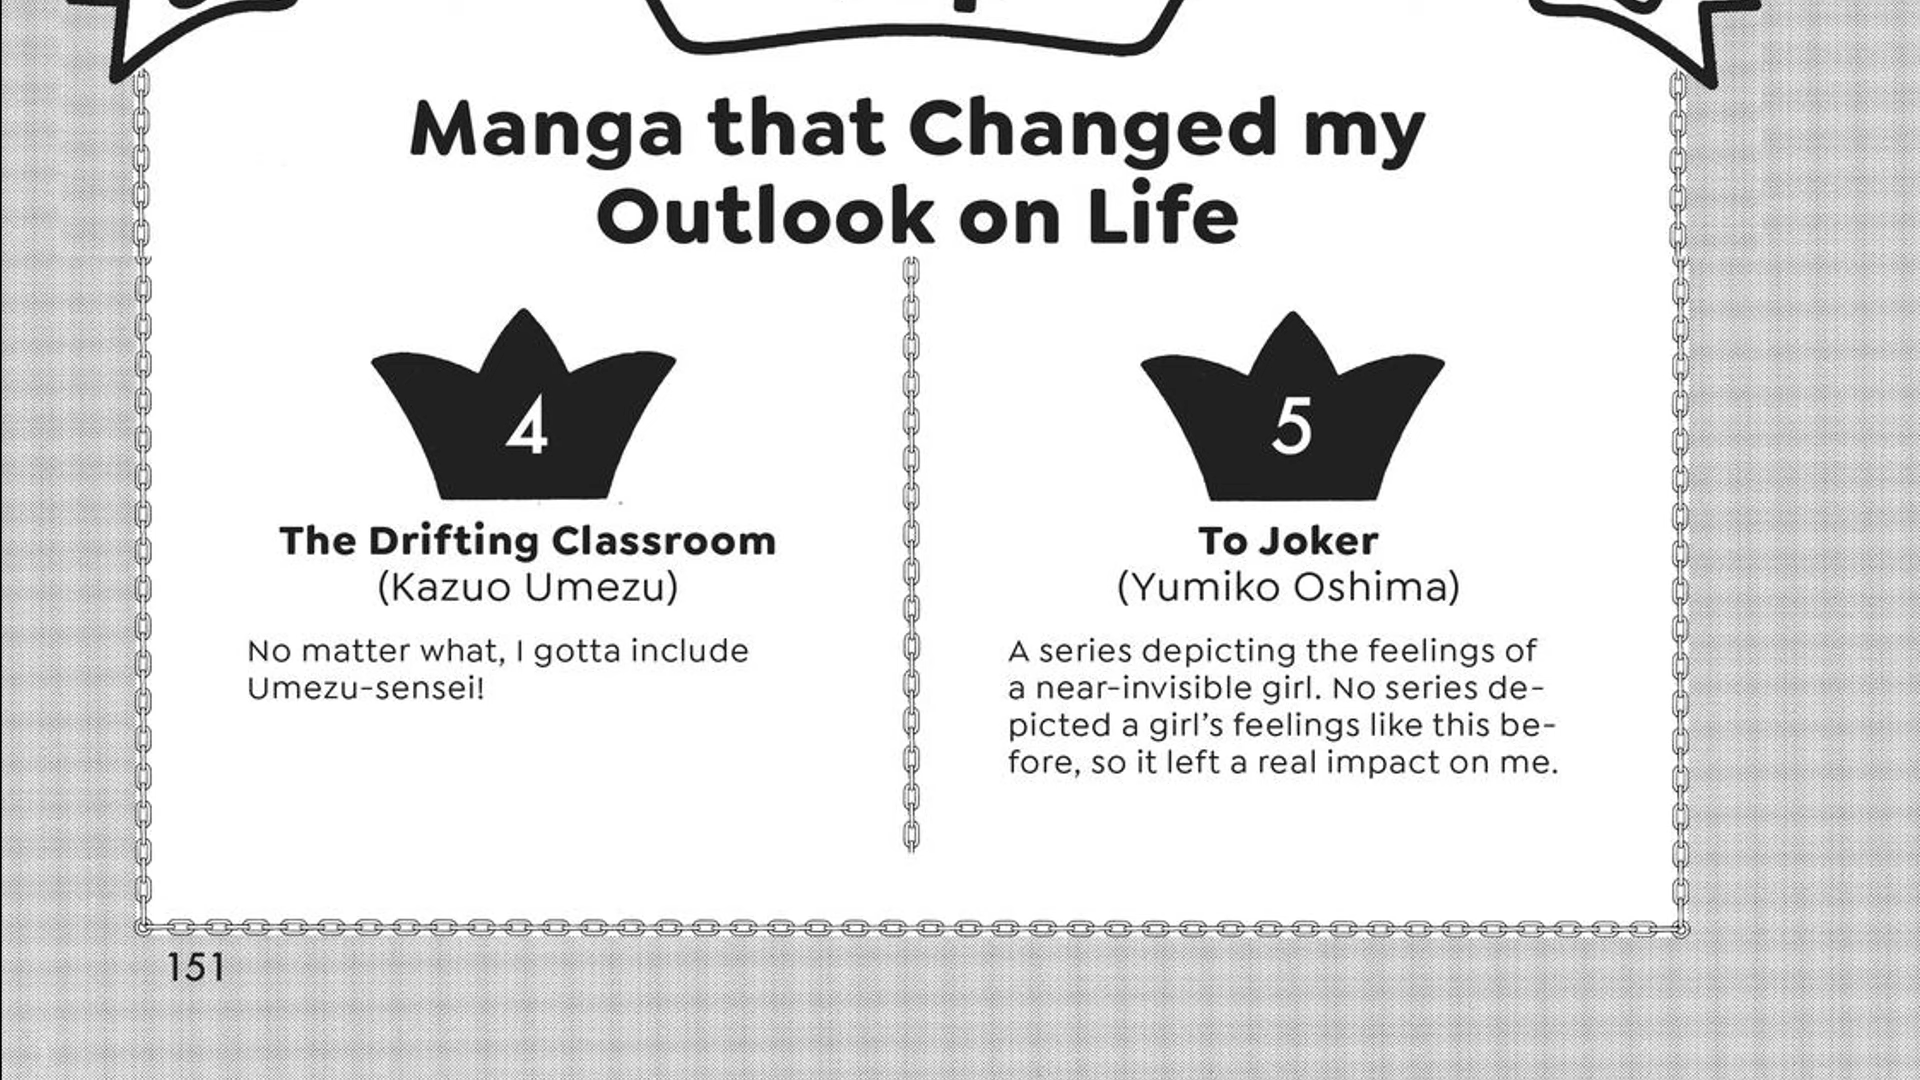 Manga that Changed my
Outlook on Life
4
The Drifting Classroom
(Kazuo Umezu)
No matter what, I gotta include
Umezu-sensei!
5
To Joker
(Yumiko Oshima)
A series depicting the feelings of
a near-invisible girl. No series de-
picted a girl's feelings like this be-
fore, so it left a real impact on me.
151